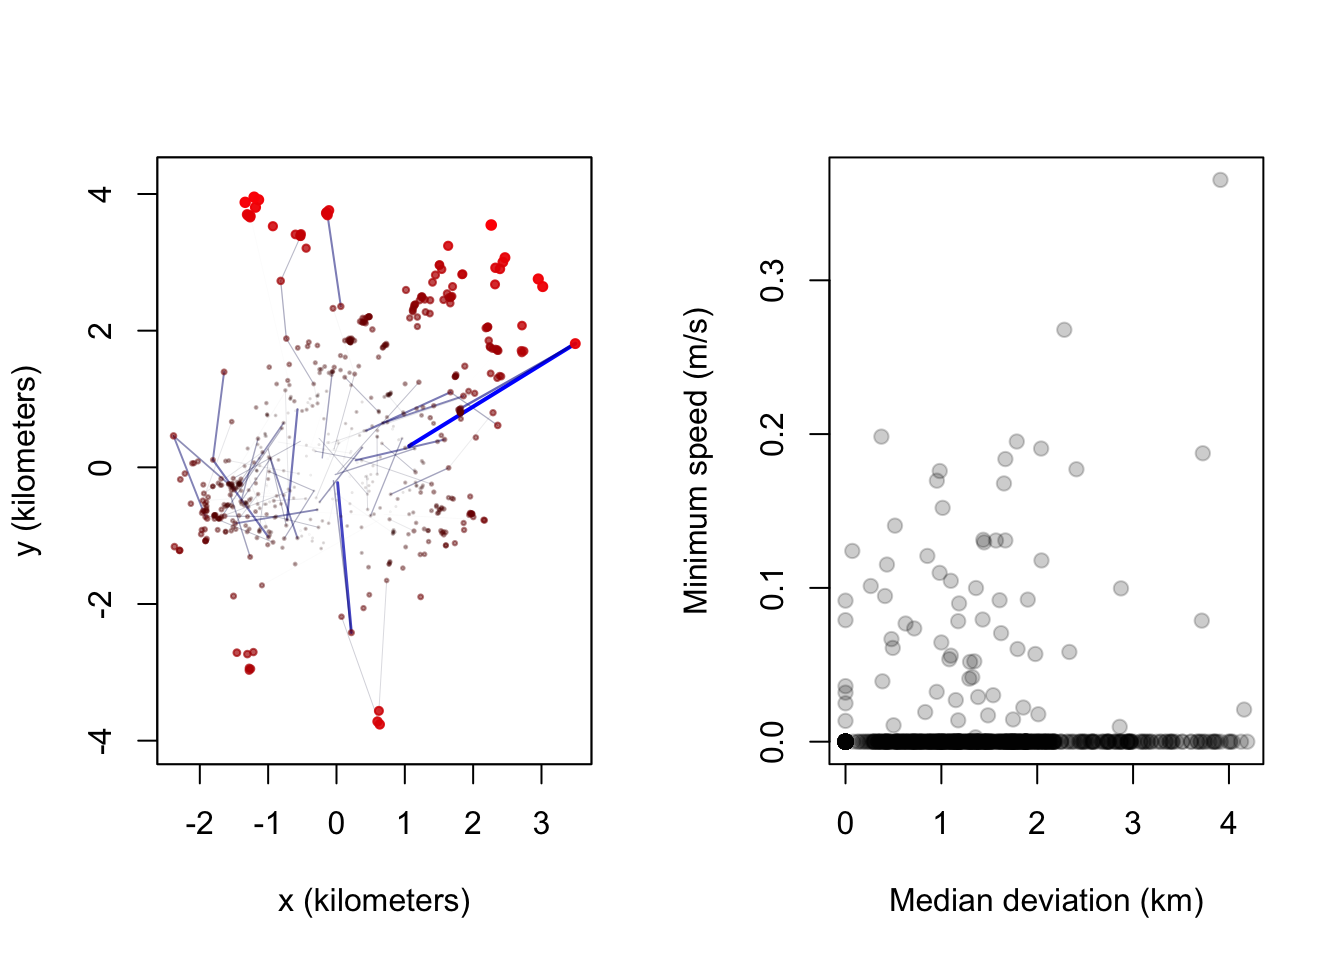 4
2
0
-2
-4
y (kilometers)
-2 -1 0 1 2 3
x (kilometers)
0.3
0.2
0.1
0.0
Minimum speed (m/s)
0 1 2 3 4
Median deviation (km)